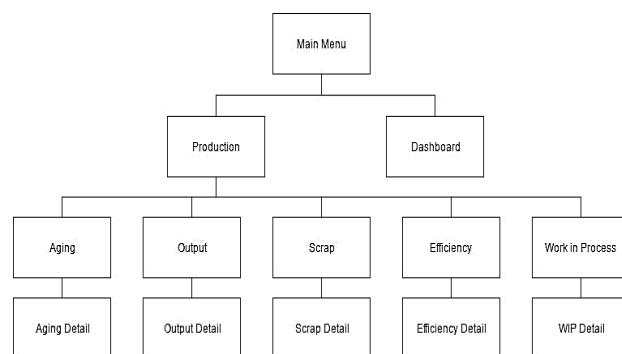 Main Menu
Production
Dashboard
Aging
Output
Scrap
Efficiency
Work in Process
Aging Detail
Output Detail
Scrap Detail
Efficiency Detail
WIP Detail